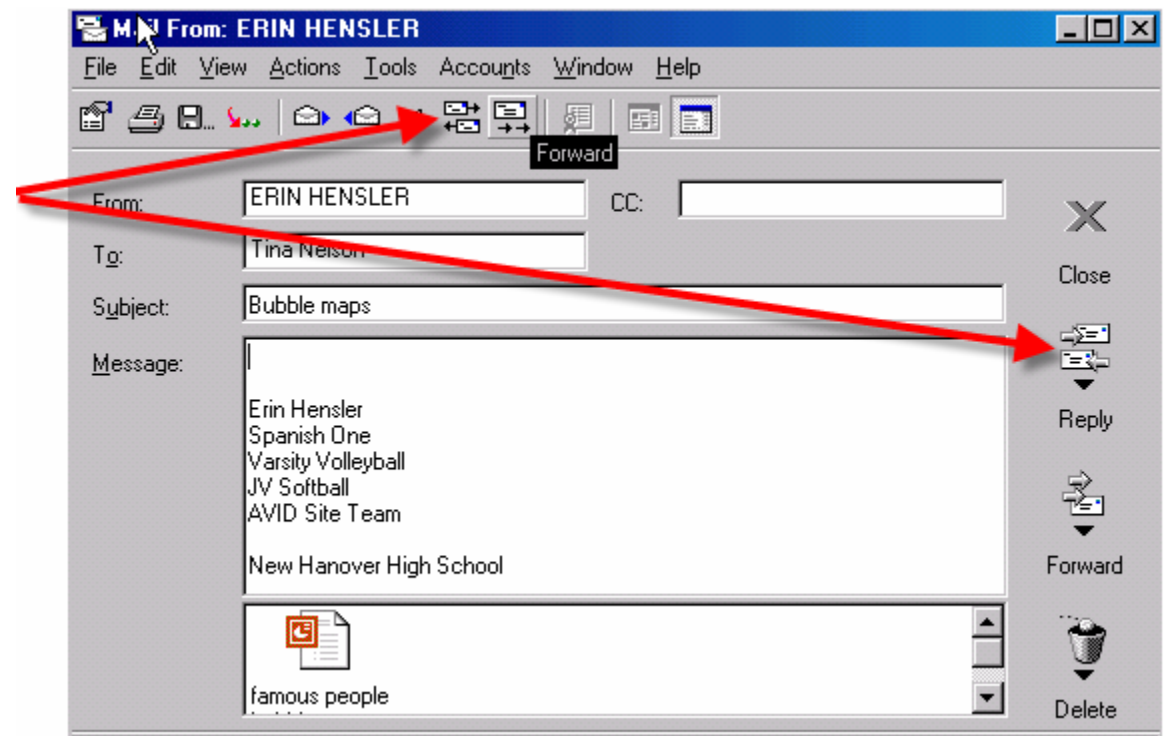 Mail From: ERIN HENSLER
File Edit View Actions Tools Accounts Window Help
Forward
From: ERIN HENSLER CC:
To: Tina Nelson
Close
Subject: Bubble maps
Message:
Erin Hensler
Spanish One
Varsity Volleyball
JV Softball
AVID Site Team
Reply
New Hanover High School
Forward
famous people
Delete